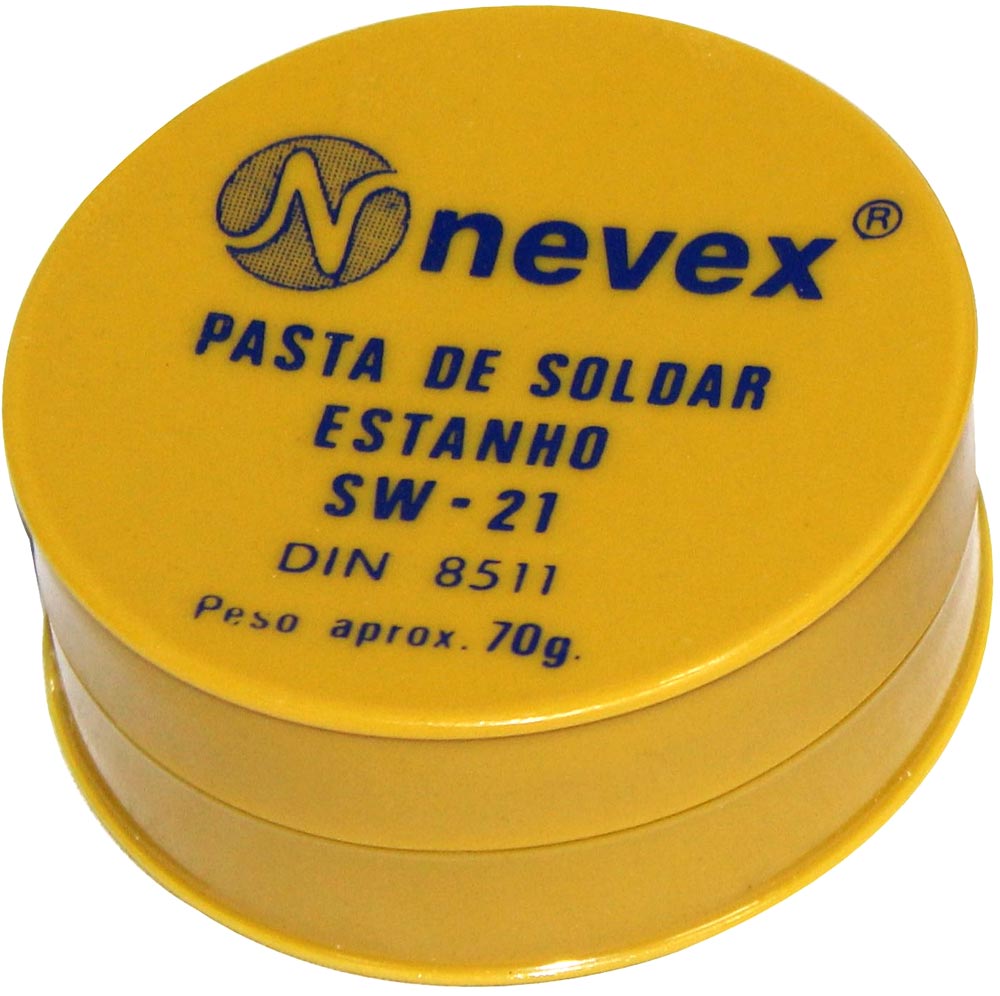 nevex®
PASTA DE SOLDAR
ESTANHO
SW - 21
DIN 8511
Peso aprox. 70g.